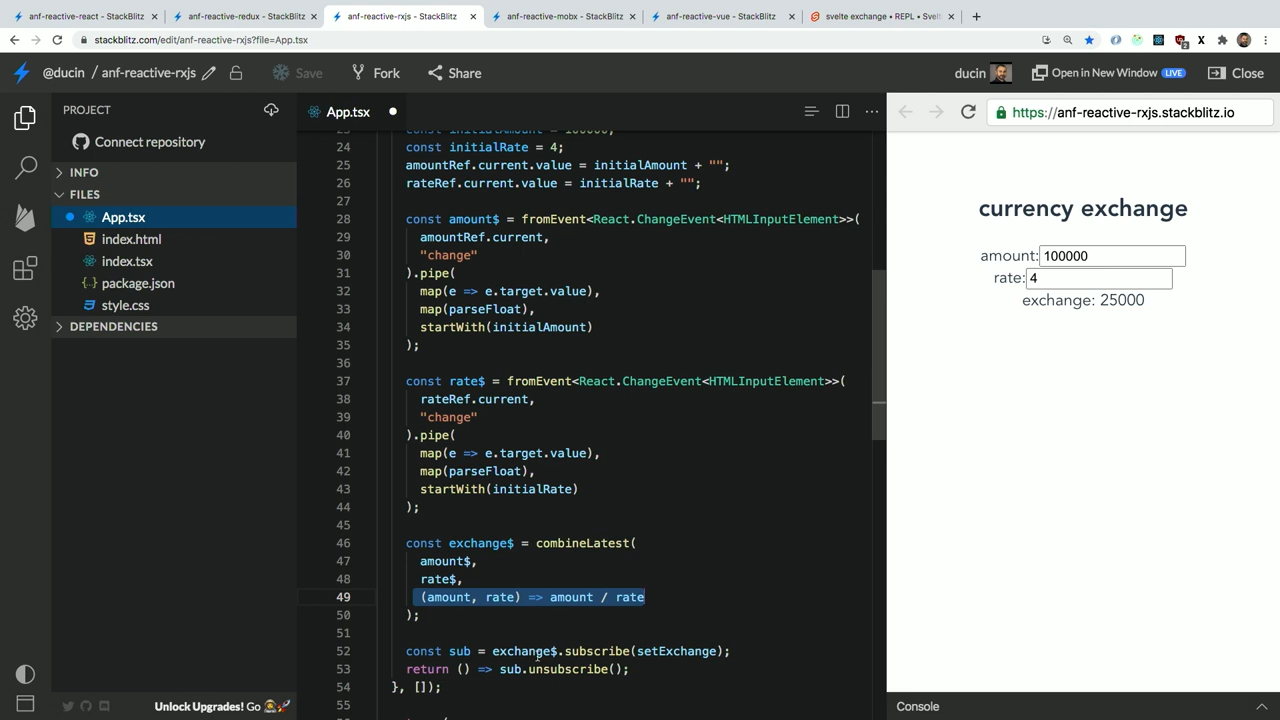 anf-reactive-react - StackBlitz
anf-reactive-redux - StackBlitz
anf-reactive-rxjs - StackBlitz
anf-reactive-mobx - StackBlitz
anf-reactive-vue - StackBlitz
svelte exchange • REPL • Svel
stackblitz.com/edit/anf-reactive-rxjs?file=App.tsx
@ducin / anf-reactive-rxjs
Save
Fork
Share
ducin
Open in New Window LIVE
Close
PROJECT
Connect repository
INFO
FILES
App.tsx
index.html
index.tsx
package.json
style.css
DEPENDENCIES
Unlock Upgrades! Go
App.tsx
24 const initialRate = 4;
25 amountRef.current.value = initialAmount + "";
26 rateRef.current.value = initialRate + "";
27
28 const amount$ = fromEvent<React.ChangeEvent<HTMLInputElement>>(
29 amountRef.current,
30 "change"
31 ).pipe(
32 map(e => e.target.value),
33 map(parseFloat),
34 startWith(initialAmount)
35 );
36
37 const rate$ = fromEvent<React.ChangeEvent<HTMLInputElement>>(
38 rateRef.current,
39 "change"
40 ).pipe(
41 map(e => e.target.value),
42 map(parseFloat),
43 startWith(initialRate)
44 );
45
46 const exchange$ = combineLatest(
47 amount$,
48 rate$,
49 (amount, rate) => amount / rate
50 );
51
52 const sub = exchange$.subscribe(setExchange);
53 return () => sub.unsubscribe();
54 }, []);
55
https://anf-reactive-rxjs.stackblitz.io
currency exchange
amount: 100000
rate: 4
exchange: 25000
Console